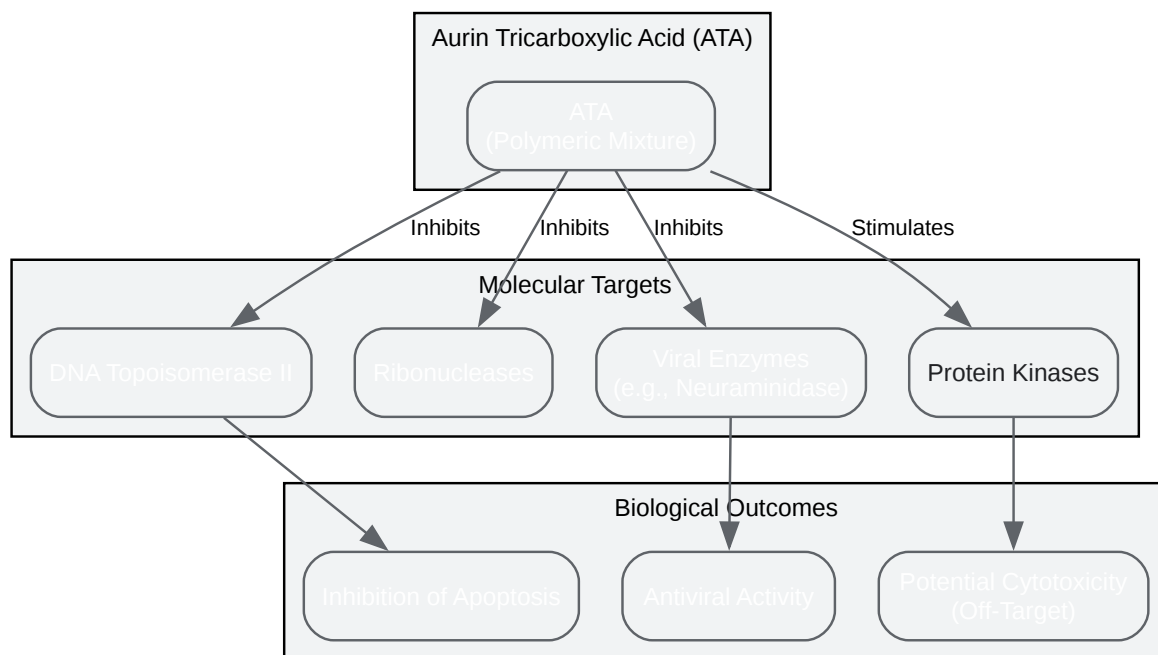 Aurin Tricarboxylic Acid (ATA)
ATA
(Polymeric Mixture)
Inhibits
Inhibits
Inhibits
Stimulates
Molecular Targets
DNA Topoisomerase II
Ribonucleases
Viral Enzymes
(e.g., Neuraminidase)
Protein Kinases
Biological Outcomes
Inhibition of Apoptosis
Antiviral Activity
Potential Cytotoxicity
(Off-Target)